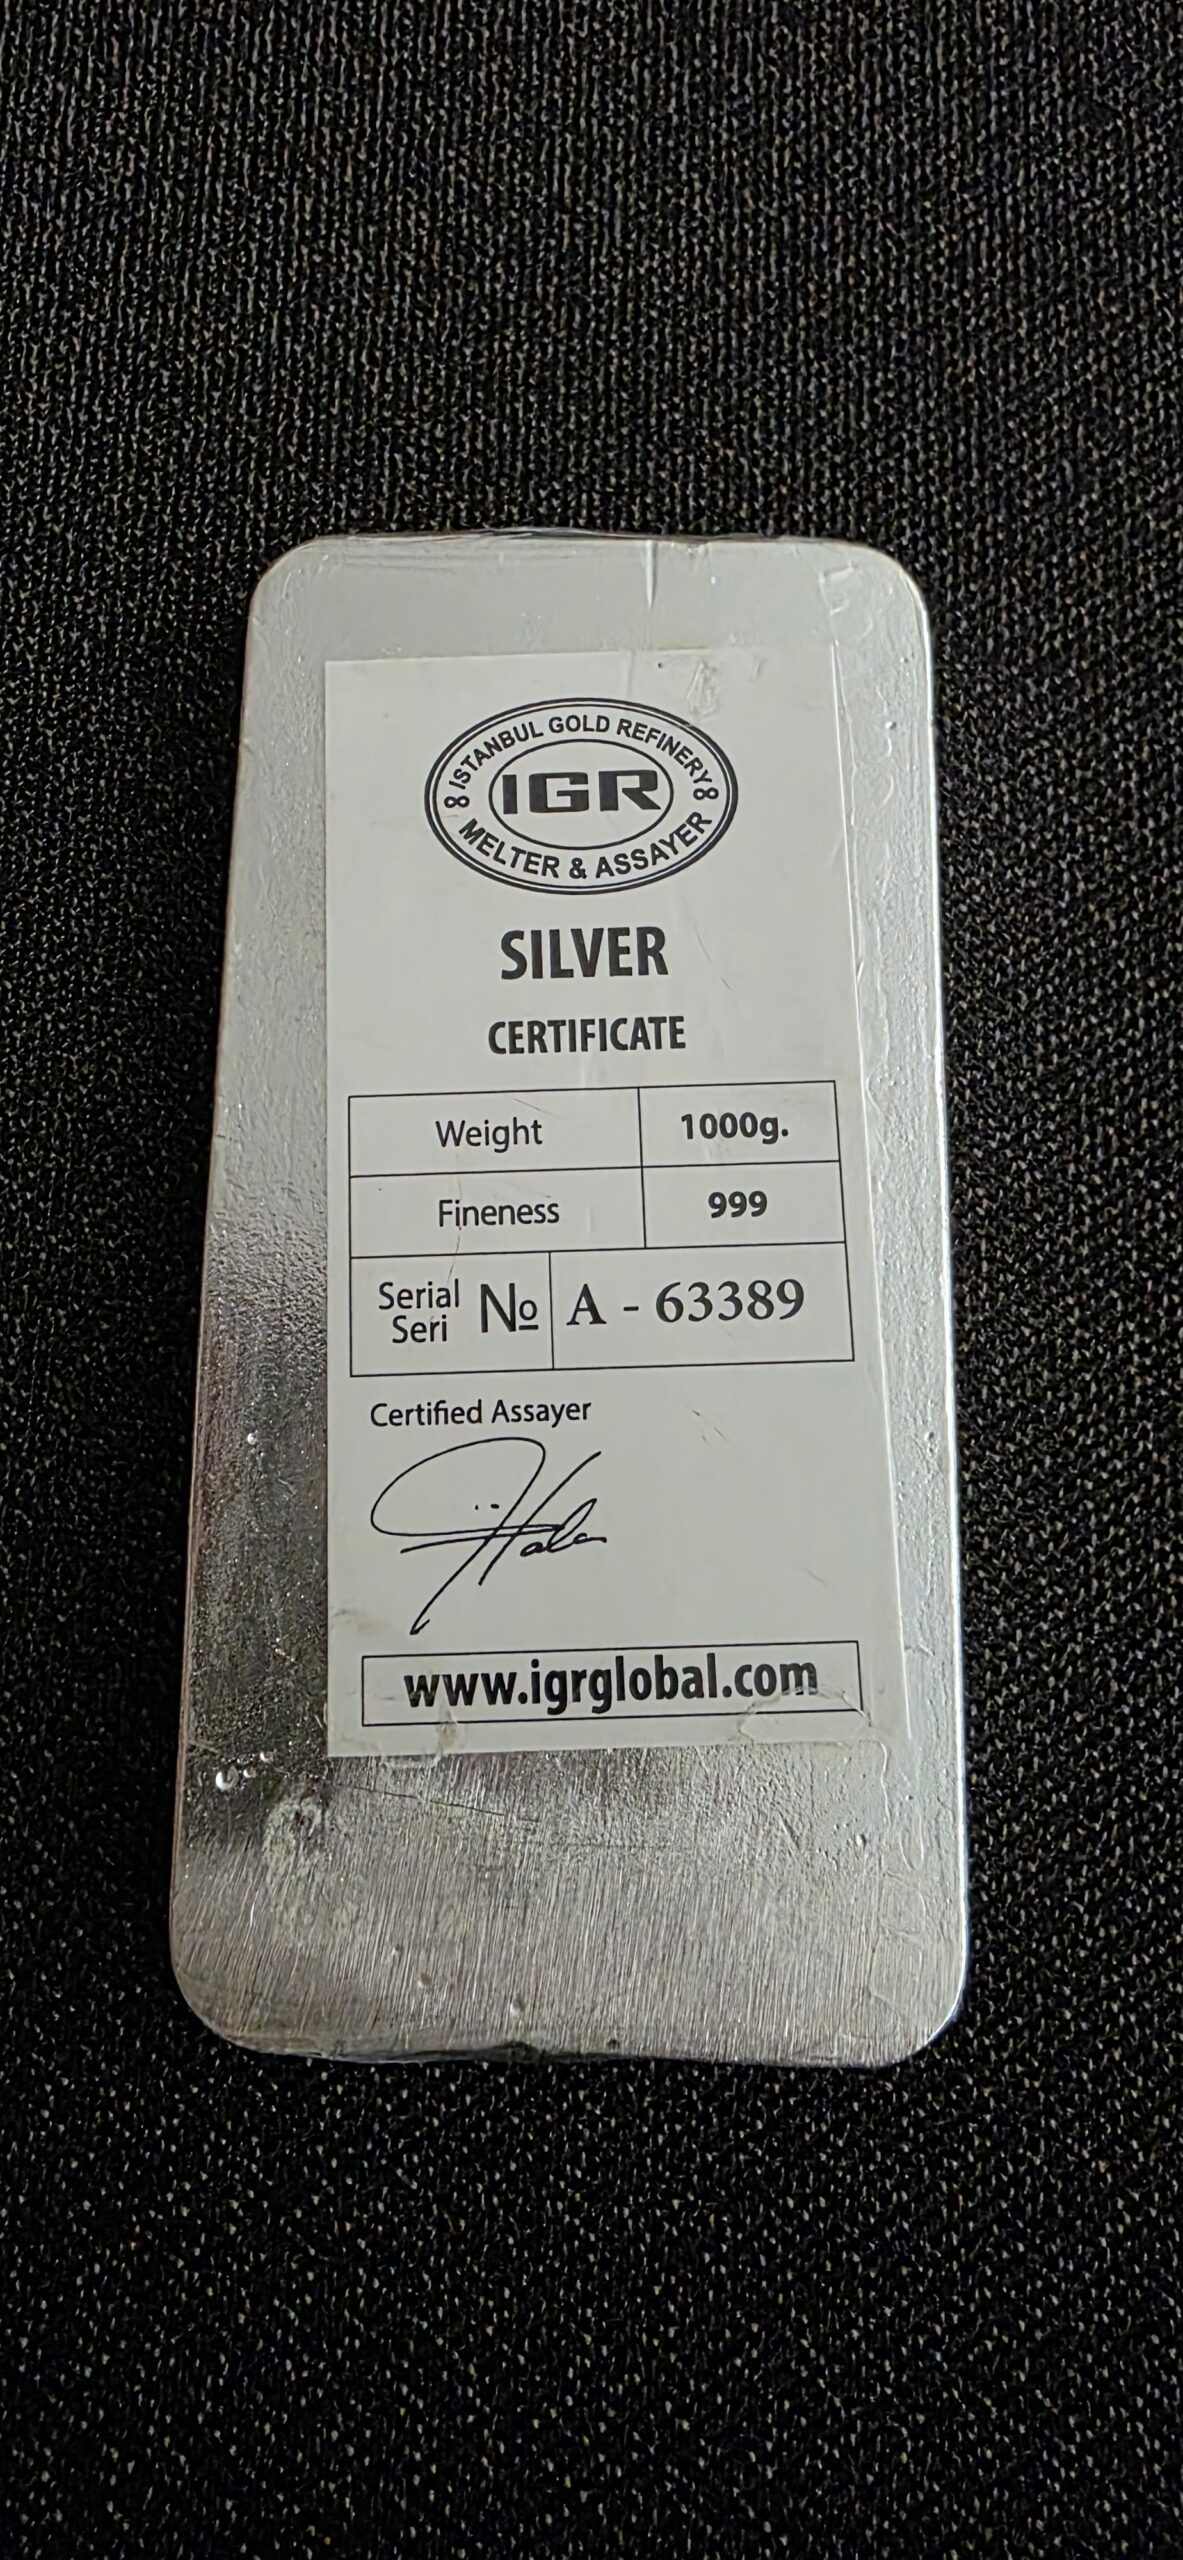 ISTANBUL GOLD REFINERY
IGR
MELTER & ASSAYER
SILVER
CERTIFICATE
Weight 1000g.
Fineness 999
Serial
Seri № A - 63389
Certified Assayer
www.igrglobal.com